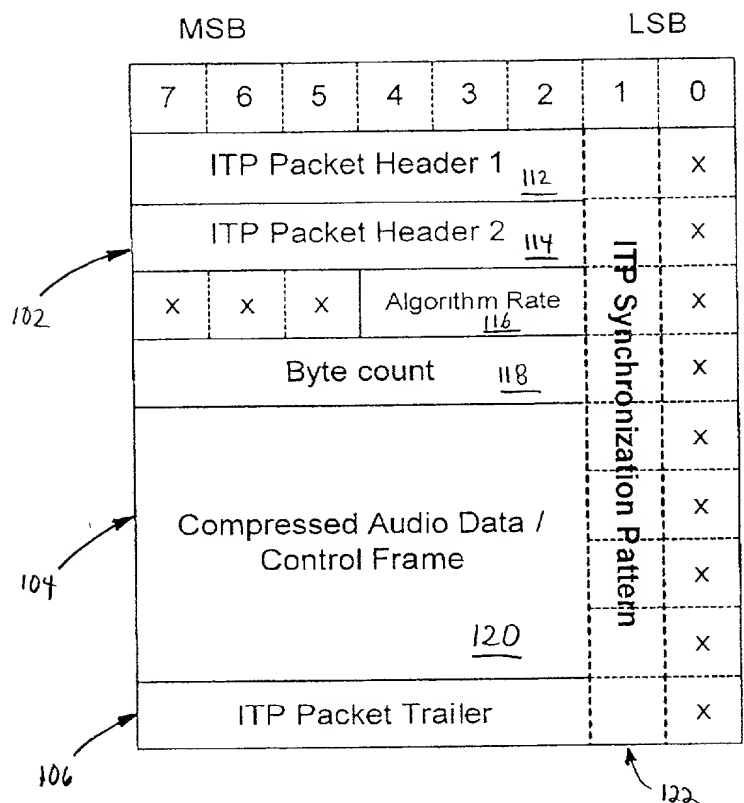 MSB LSB
7 6 5 4 3 2 1 0
ITP Packet Header 1 112 x
ITP Packet Header 2 114 x
x x x Algorithm Rate 116 x
102
Byte count 118 x
ITP Synchronization Pattern
x
x
Compressed Audio Data /
Control Frame
x
104
120 x
ITP Packet Trailer x
106
122